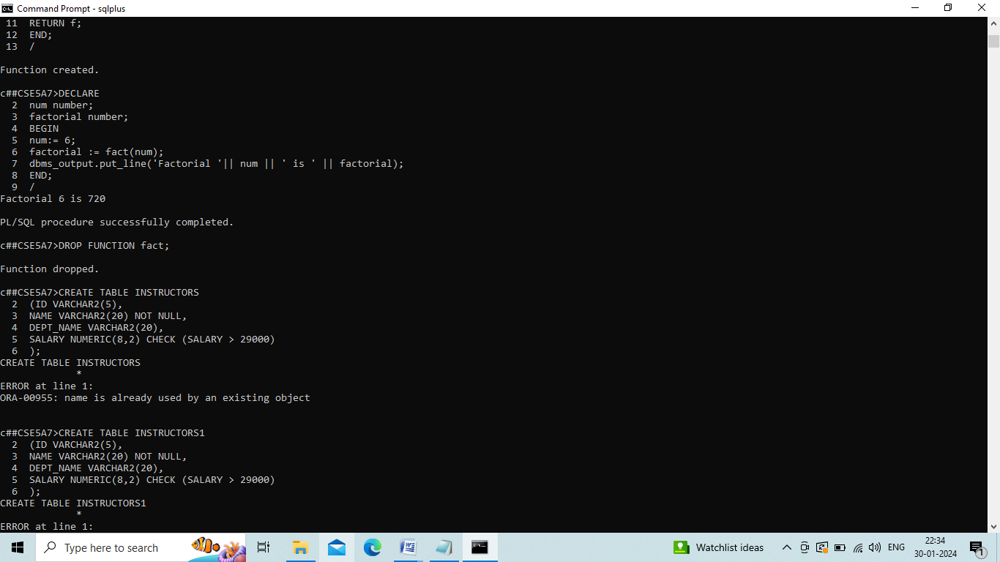 Command Prompt - sqlplus
11  RETURN f;
12  END;
13  /
Function created.
c##CSE5A7>DECLARE
2  num number;
3  factorial number;
4  BEGIN
5  num:= 6;
6  factorial := fact(num);
7  dbms_output.put_line('Factorial '|| num || ' is ' || factorial);
8  END;
9  /
Factorial 6 is 720
PL/SQL procedure successfully completed.
c##CSE5A7>DROP FUNCTION fact;
Function dropped.
c##CSE5A7>CREATE TABLE INSTRUCTORS
2  (ID VARCHAR2(5),
3  NAME VARCHAR2(20) NOT NULL,
4  DEPT_NAME VARCHAR2(20),
5  SALARY NUMERIC(8,2) CHECK (SALARY > 29000)
6  );
CREATE TABLE INSTRUCTORS
*
ERROR at line 1:
ORA-00955: name is already used by an existing object
c##CSE5A7>CREATE TABLE INSTRUCTORS1
2  (ID VARCHAR2(5),
3  NAME VARCHAR2(20) NOT NULL,
4  DEPT_NAME VARCHAR2(20),
5  SALARY NUMERIC(8,2) CHECK (SALARY > 29000)
6  );
CREATE TABLE INSTRUCTORS1
*
ERROR at line 1:
Type here to search
Watchlist ideas
ENG
22:34
30-01-2024
1